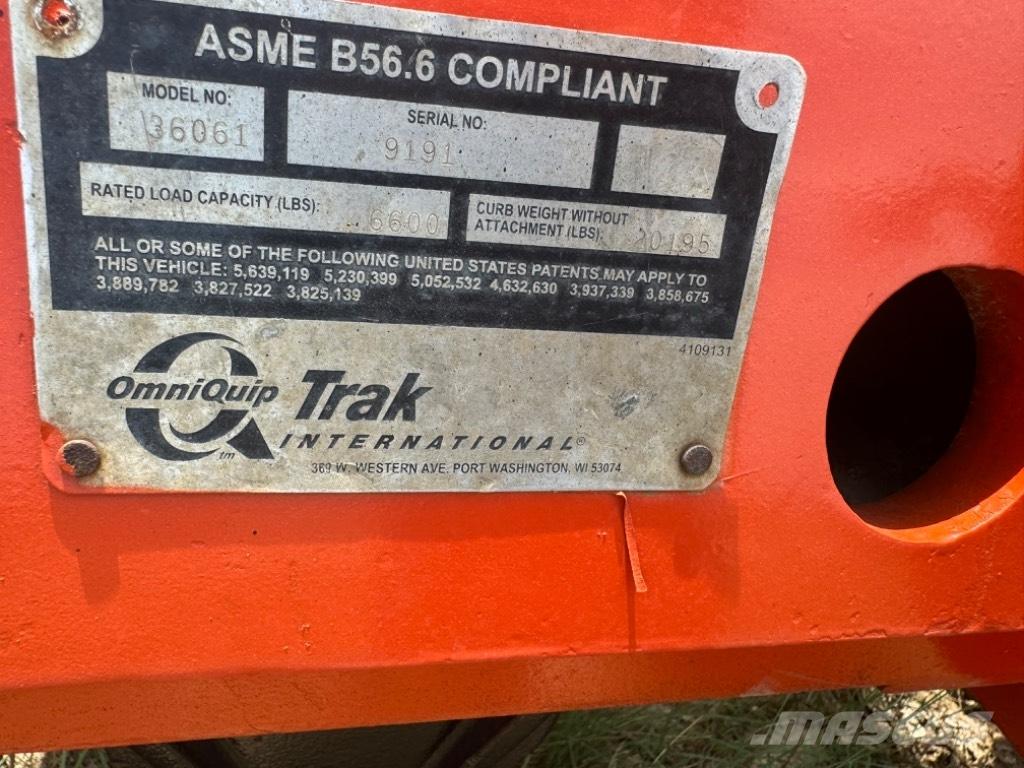 ASME B56.6 COMPLIANT
MODEL NO:
36061
SERIAL NO:
9191
RATED LOAD CAPACITY (LBS):
6600
CURB WEIGHT WITHOUT
ATTACHMENT (LBS): 20195
ALL OR SOME OF THE FOLLOWING UNITED STATES PATENTS MAY APPLY TO
THIS VEHICLE: 5,639,119 5,230,399 5,052,532 4,632,630 3,937,339 3,858,675
3,889,782 3,827,522 3,825,139
4109131
OmniQuip
tm
Trak
INTERNATIONAL®
369 W. WESTERN AVE. PORT WASHINGTON, WI 53074
MASCUS